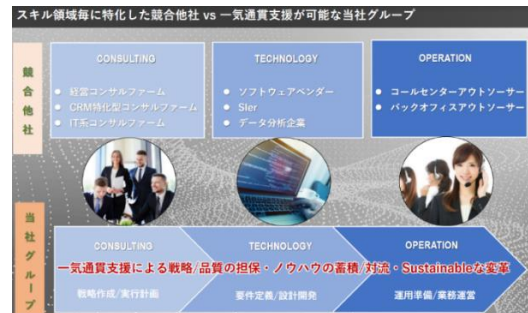 スキル領域毎に特化した競合他社 vs 一気通貫支援が可能な当社グループ
競合他社
CONSULTING
● 経営コンサルファーム
● CRM特化型コンサルファーム
● IT系コンサルファーム
TECHNOLOGY
● ソフトウェアベンダー
● SIer
● データ分析企業
OPERATION
● コールセンターアウトソーサー
● バックオフィスアウトソーサー
当社グループ
CONSULTING
TECHNOLOGY
OPERATION
一気通貫支援による戦略/品質の担保・ノウハウの蓄積/対流・Sustainableな変革
戦略作成/実行計画
要件定義/設計開発
運用準備/業務運営